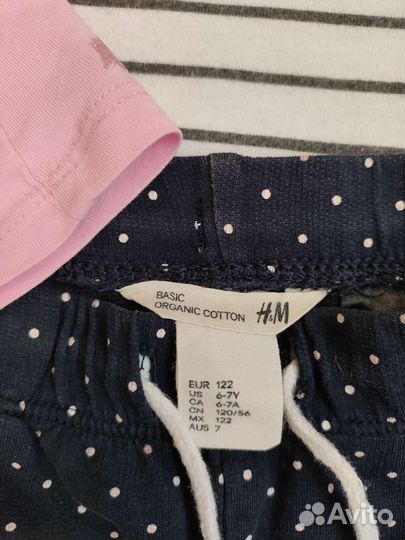 BASIC
ORGANIC COTTON H&M
EUR 122
US 6-7Y
CA 6-7A
CN 120/56
MX 122
AUS 7
Avito